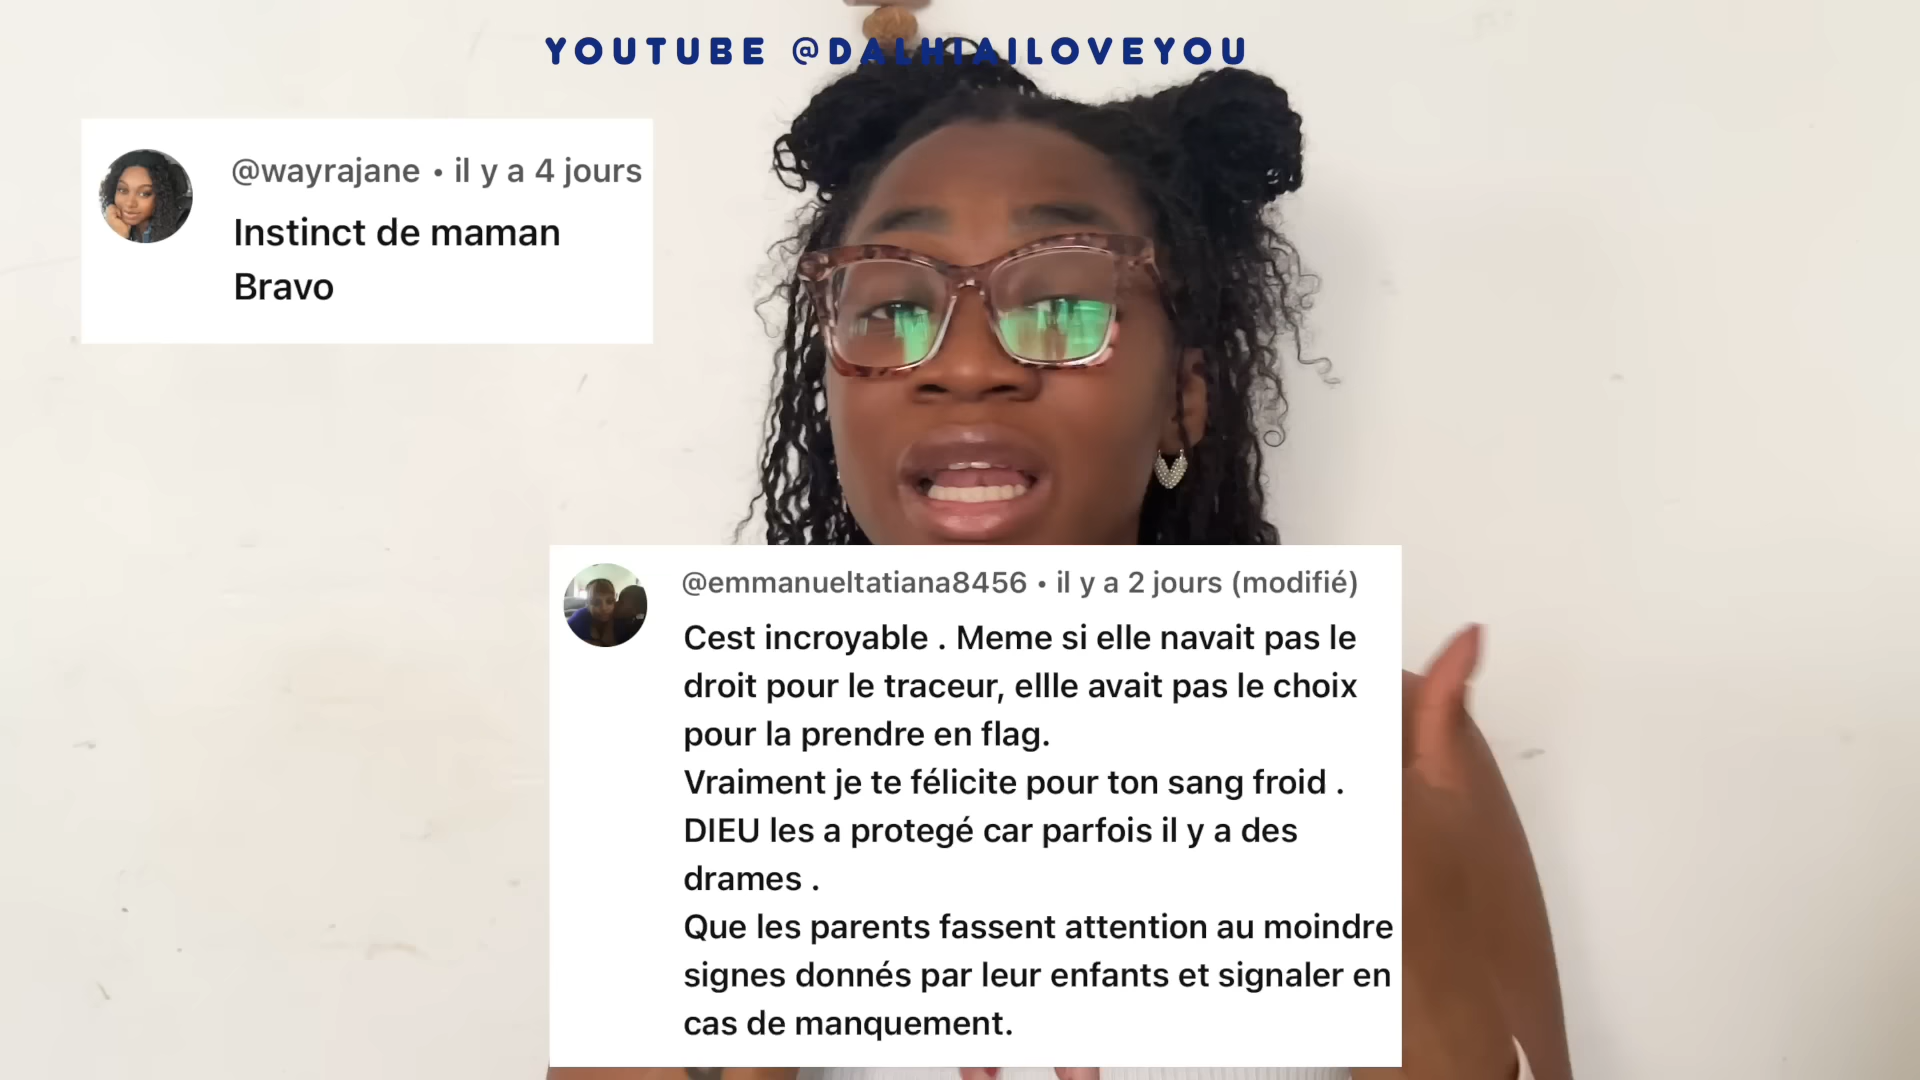 YOUTUBE @DALHIAILOVEYOU
@wayrajane • il y a 4 jours
Instinct de maman
Bravo
@emmanueltatiana8456 • il y a 2 jours (modifié)
Cest incroyable . Meme si elle navait pas le
droit pour le traceur, ellle avait pas le choix
pour la prendre en flag.
Vraiment je te félicite pour ton sang froid .
DIEU les a protegé car parfois il y a des
drames .
Que les parents fassent attention au moindre
signes donnés par leur enfants et signaler en
cas de manquement.